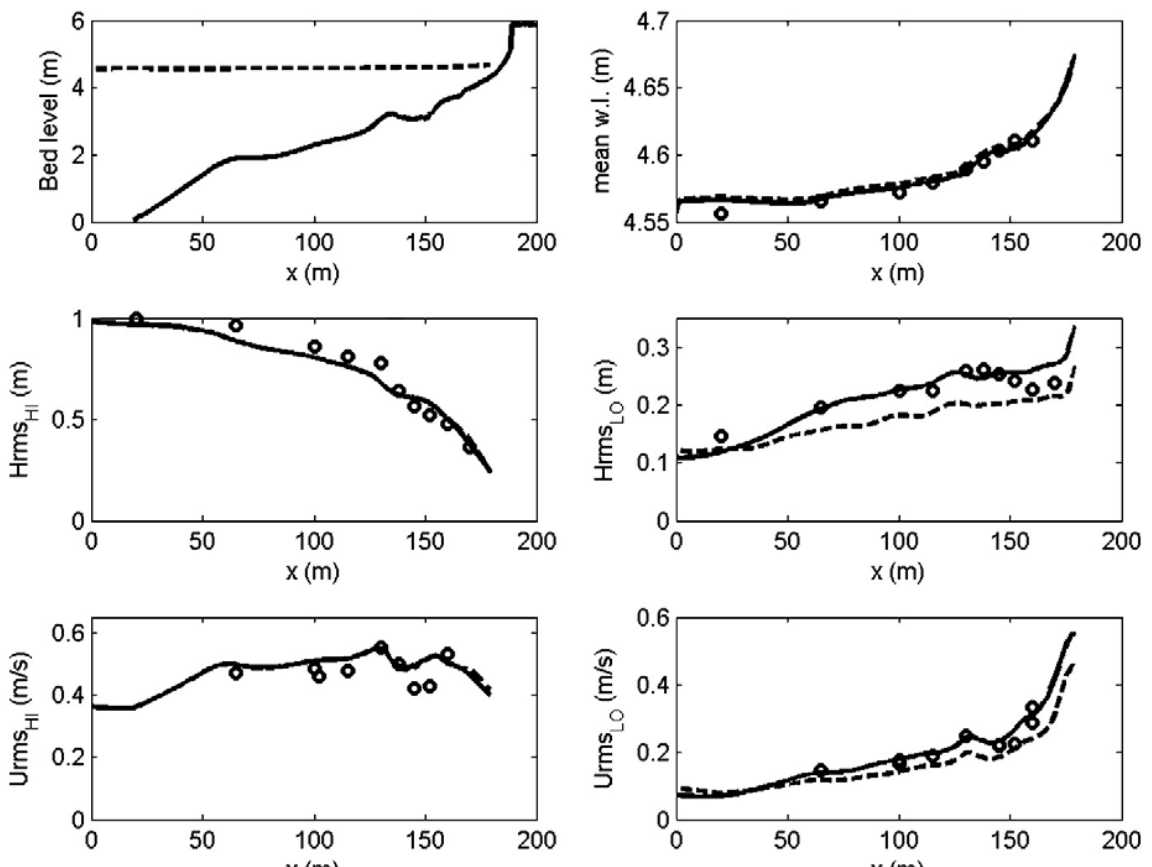 6
4
2
0
Bed level (m)
0 50 100 150 200
x (m)
4.7
4.65
4.6
4.55
mean w.l. (m)
0 50 100 150 200
x (m)
1
0.5
0
Hrms_HI (m)
0 50 100 150 200
x (m)
0.3
0.2
0.1
0
Hrms_LO (m)
0 50 100 150 200
x (m)
0.6
0.4
0.2
0
Urms_HI (m/s)
0 50 100 150 200
x (m)
0.6
0.4
0.2
0
Urms_LO (m/s)
0 50 100 150 200
x (m)